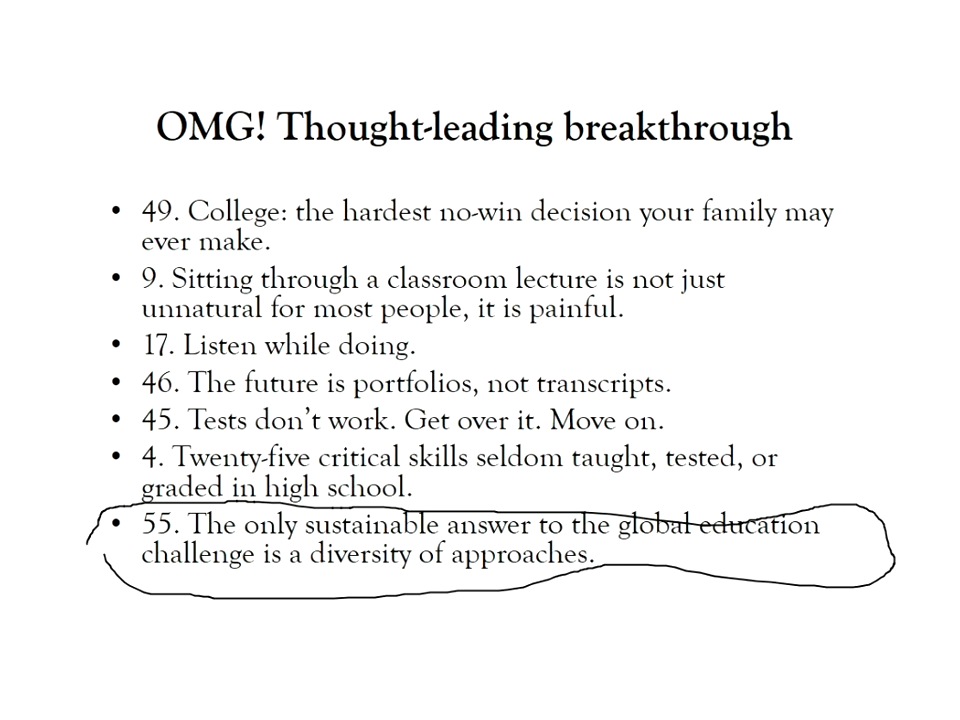 OMG! Thought-leading breakthrough
• 49. College: the hardest no-win decision your family may
ever make.
• 9. Sitting through a classroom lecture is not just
unnatural for most people, it is painful.
• 17. Listen while doing.
• 46. The future is portfolios, not transcripts.
• 45. Tests don't work. Get over it. Move on.
• 4. Twenty-five critical skills seldom taught, tested, or
graded in high school.
• 55. The only sustainable answer to the global education
challenge is a diversity of approaches.